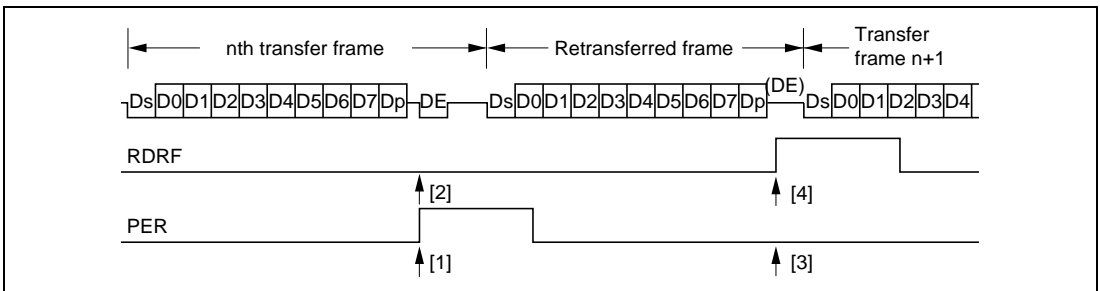 nth transfer frame
Retransferred frame
Transfer
frame n+1
(DE)
Ds D0 D1 D2 D3 D4 D5 D6 D7 Dp DE Ds D0 D1 D2 D3 D4 D5 D6 D7 Dp Ds D0 D1 D2 D3 D4
RDRF
[2] [4]
PER
[1] [3]